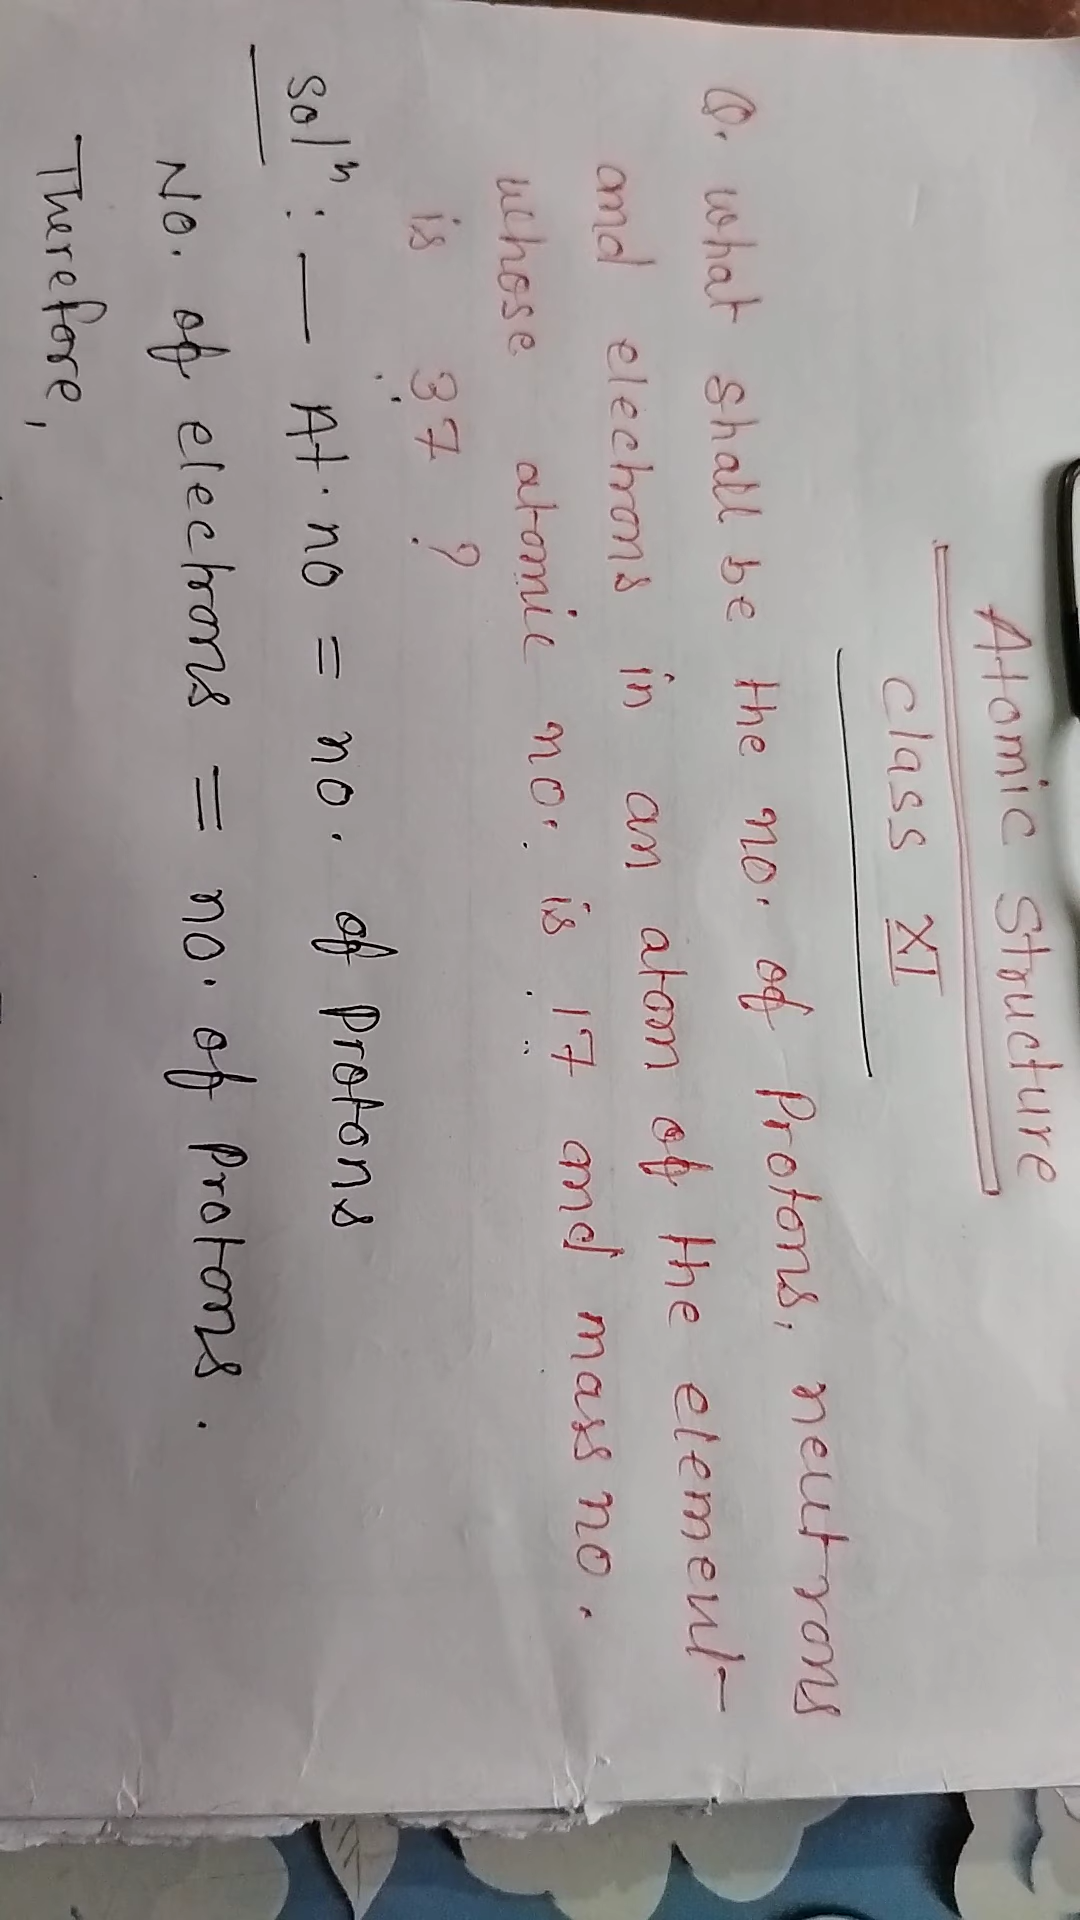 Atomic Structure
Class XI
Q. what shall be the no. of Protons, neutrons
and electrons in an atom of the element
whose atomic no. is 17 and mass no.
is 37 ?
Solⁿ : — At. no = no. of protons
No. of electrons = no. of protons.
Therefore,